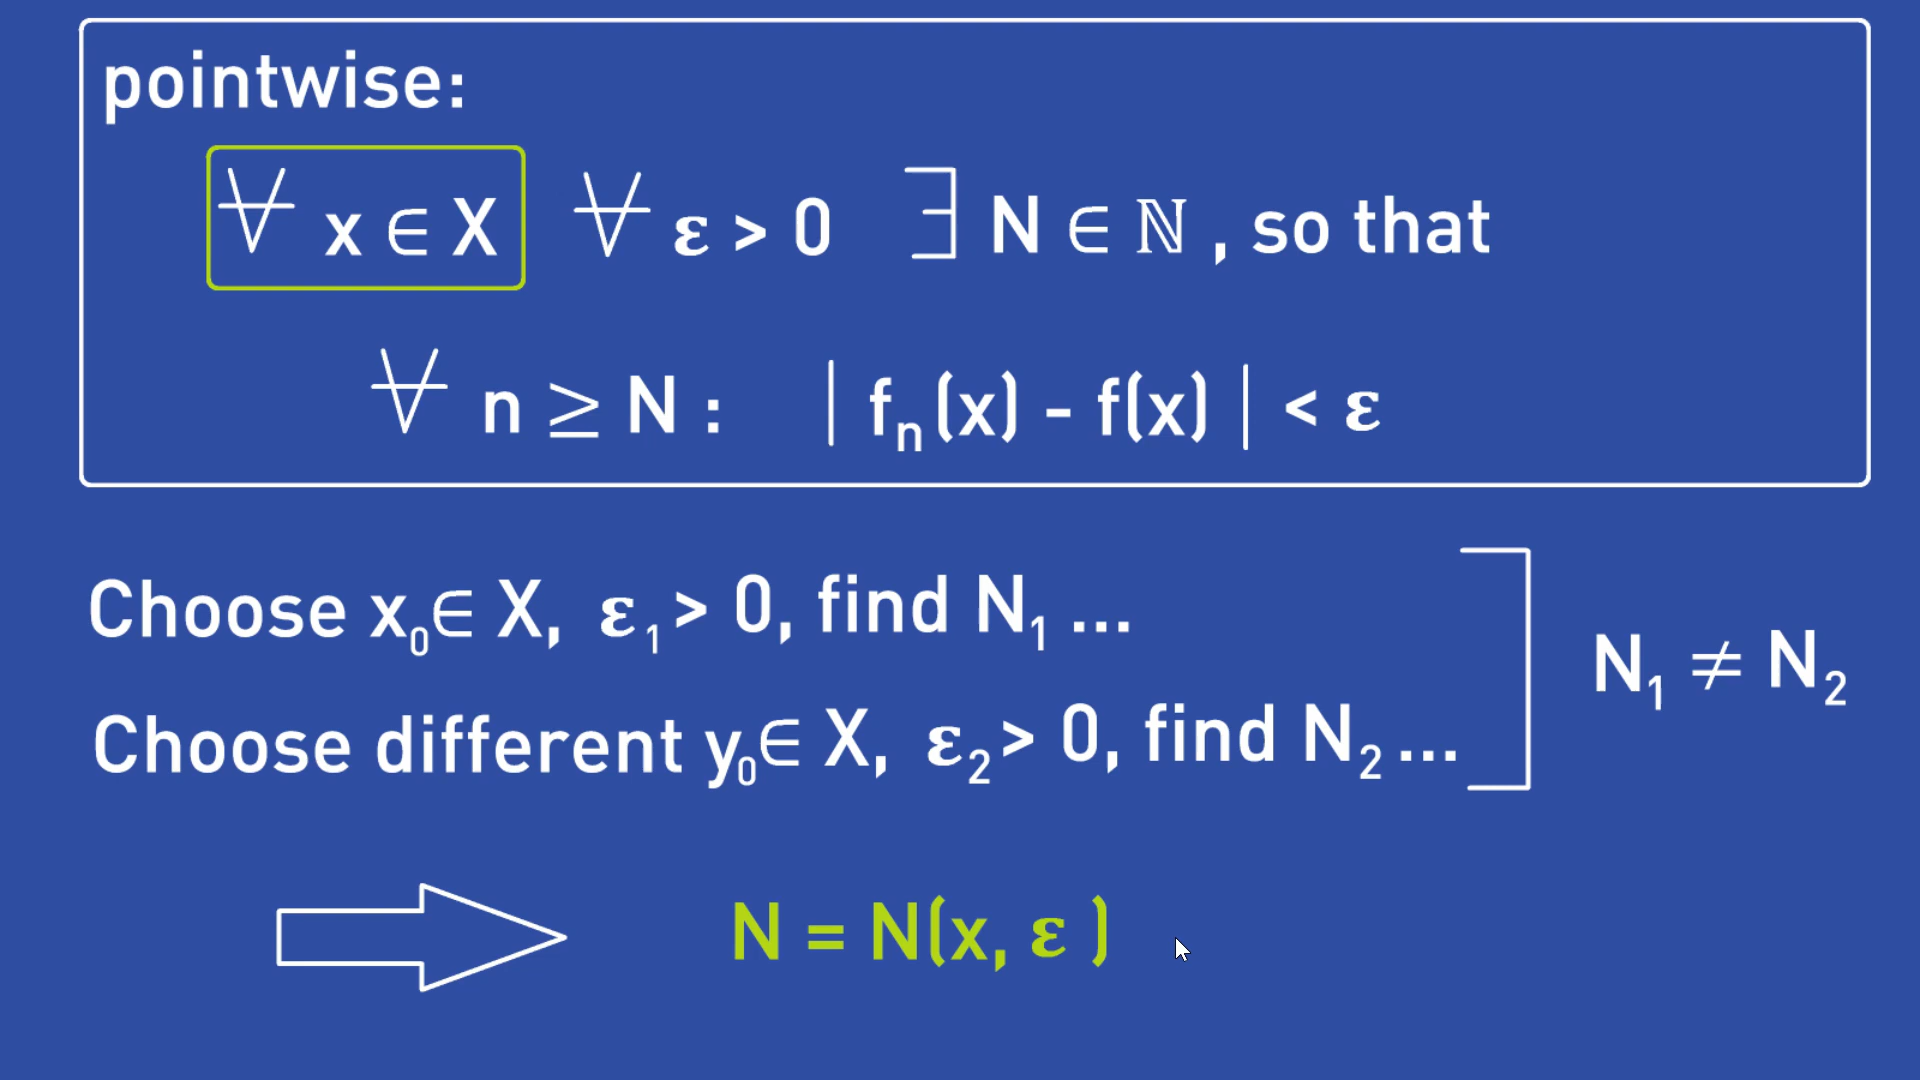 pointwise:
∀ x ∈ X ∀ ε > 0 ∃ N ∈ ℕ , so that
∀ n ≥ N : | fₙ(x) - f(x) | < ε
Choose x₀∈ X, ε₁> 0, find N₁ ...
Choose different y₀∈ X, ε₂> 0, find N₂ ...
N₁ ≠ N₂
N = N(x, ε )